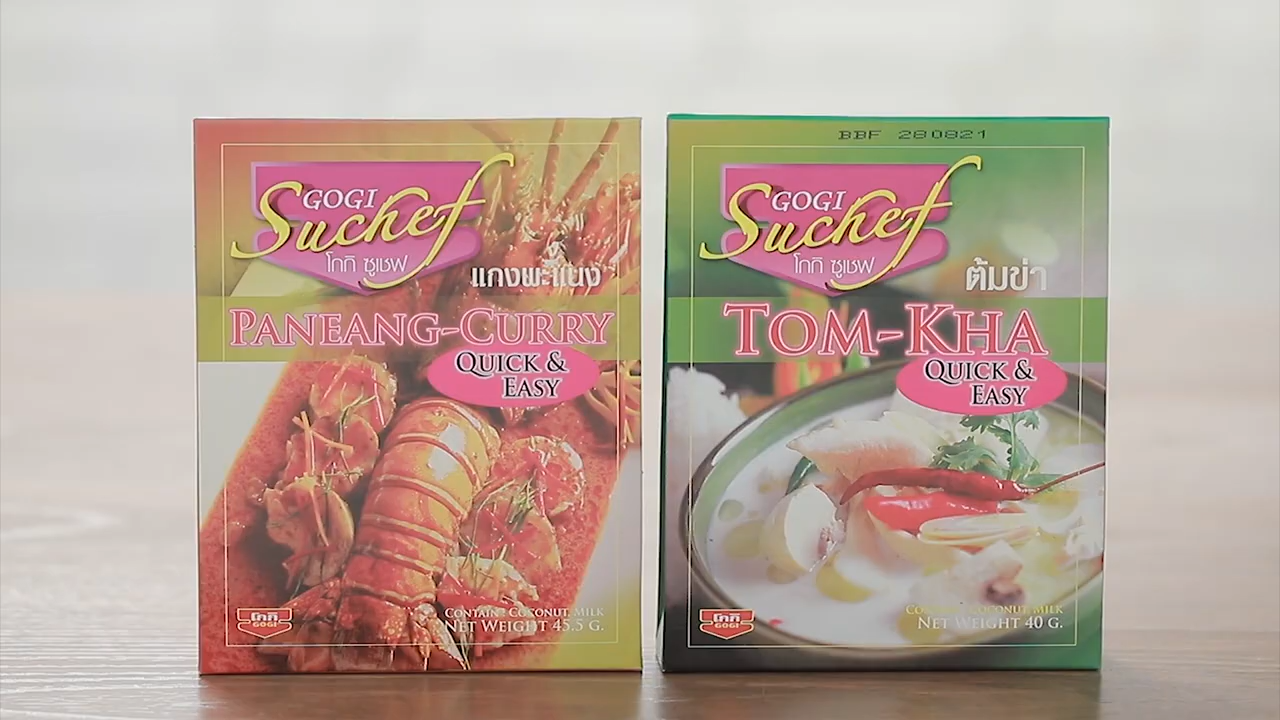 GOGI
Suchef
โกกิ ซูเชฟ
แกงพะแนง
PANEANG-CURRY
QUICK &
EASY
โกกิ
GOGI
CONTAINS COCONUT MILK
NET WEIGHT 45.5 G.
BBF 280821
GOGI
Suchef
โกกิ ซูเชฟ
ต้มข่า
TOM-KHA
QUICK &
EASY
โกกิ
GOGI
CONTAINS COCONUT MILK
NET WEIGHT 40 G.